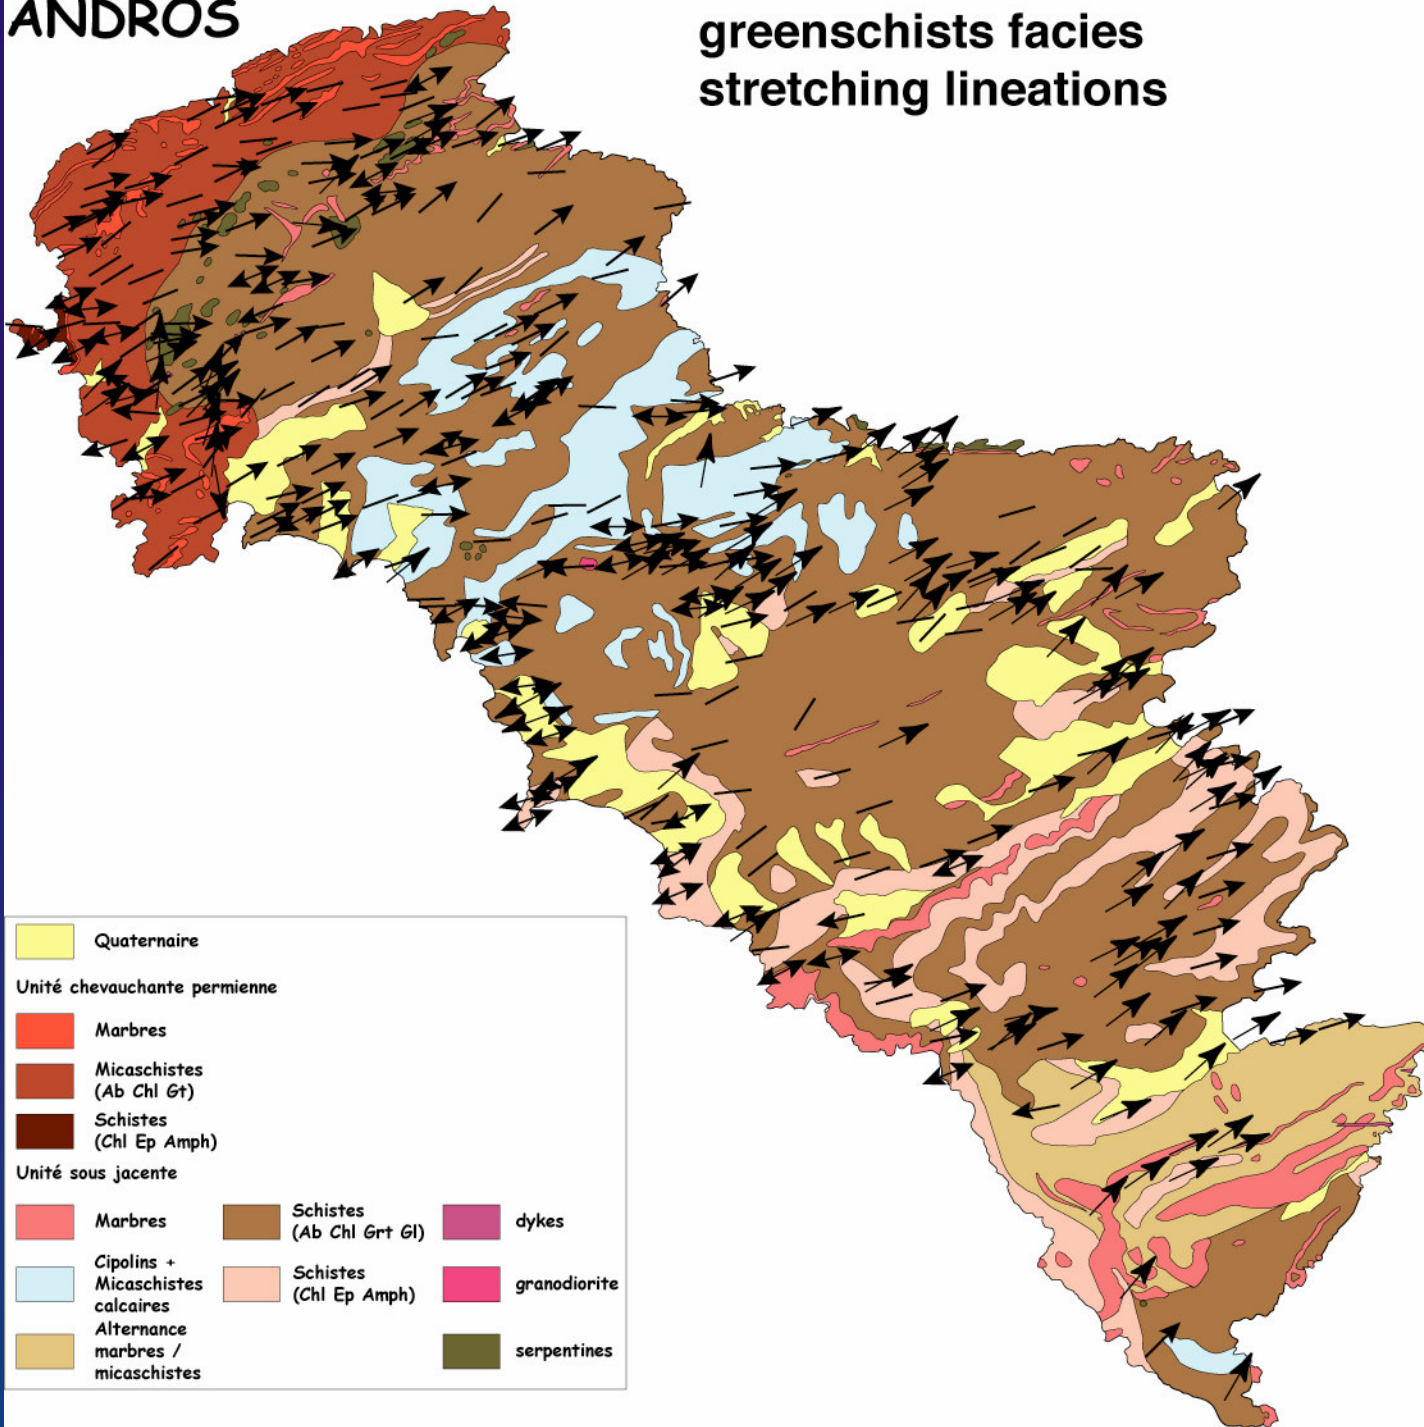 ANDROS
greenschists facies
stretching lineations
Quaternaire
Unité chevauchante permienne
Marbres
Micaschistes
(Ab Chl Gt)
Schistes
(Chl Ep Amph)
Unité sous jacente
Marbres
Cipolins +
Micaschistes
calcaires
Alternance
marbres /
micaschistes
Schistes
(Ab Chl Grt Gl)
Schistes
(Chl Ep Amph)
dykes
granodiorite
serpentines